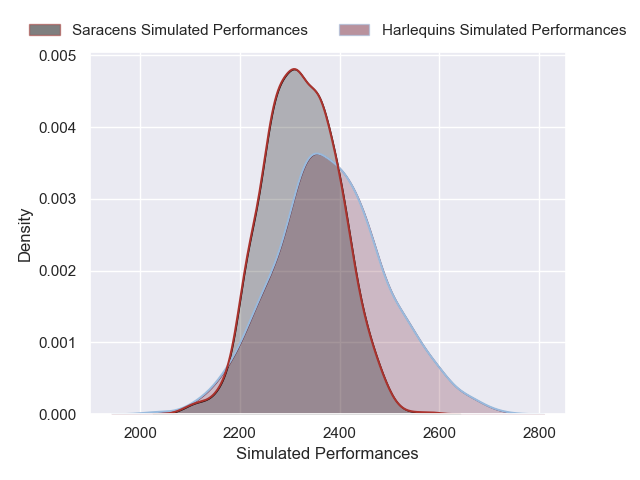 Saracens Simulated Performances Harlequins Simulated Performances
0.005
0.004
0.003
0.002
0.001
0.000
Density
2000 2200 2400 2600 2800
Simulated Performances